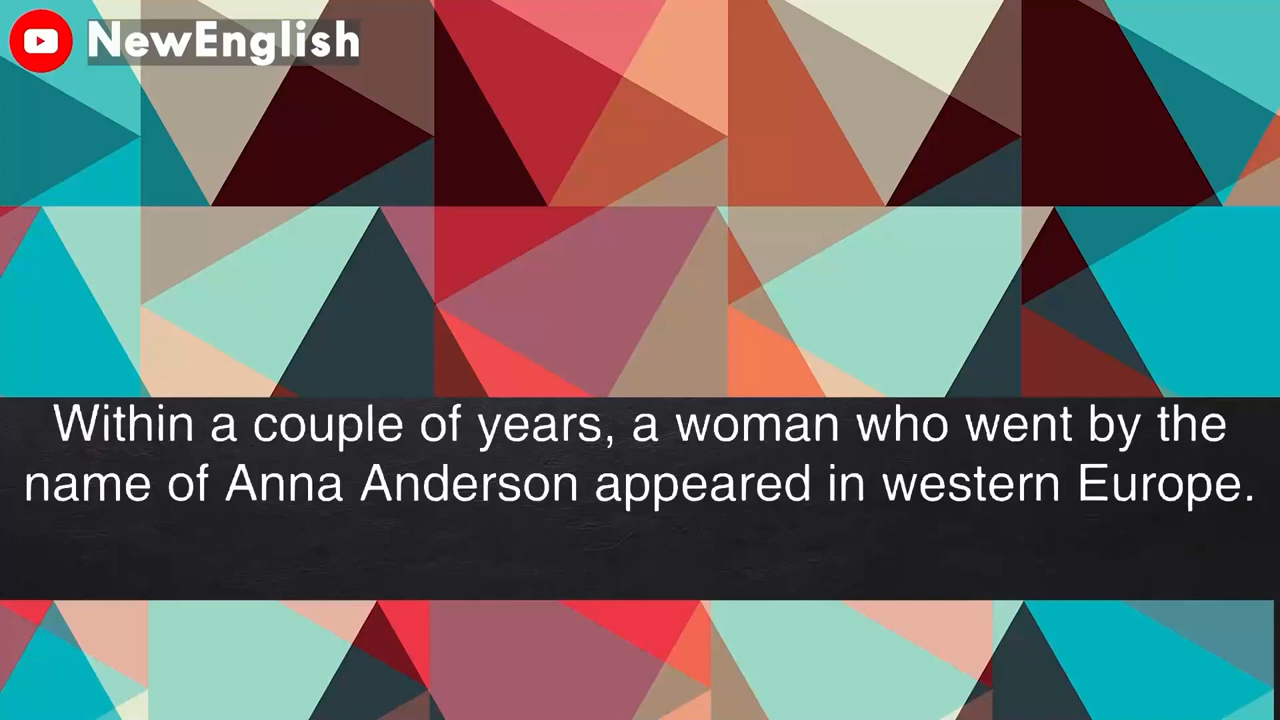 NewEnglish
Within a couple of years, a woman who went by the
name of Anna Anderson appeared in western Europe.